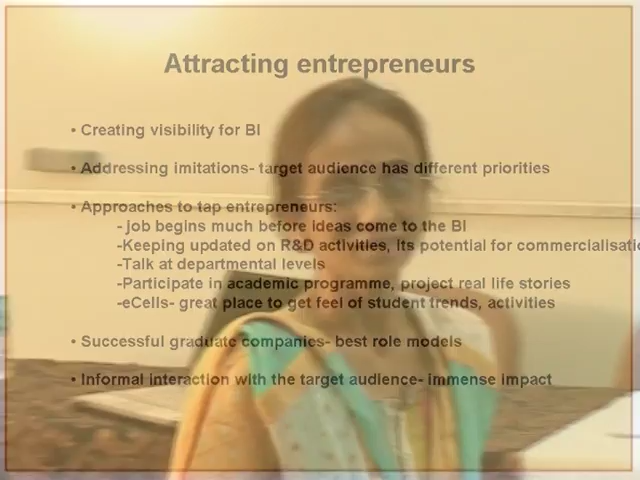 Attracting entrepreneurs
• Creating visibility for BI
• Addressing imitations- target audience has different priorities
• Approaches to tap entrepreneurs:
- job begins much before ideas come to the BI
-Keeping updated on R&D activities, its potential for commercialisatio
-Talk at departmental levels
-Participate in academic programme, project real life stories
-eCells- great place to get feel of student trends, activities
• Successful graduate companies- best role models
• Informal interaction with the target audience- immense impact